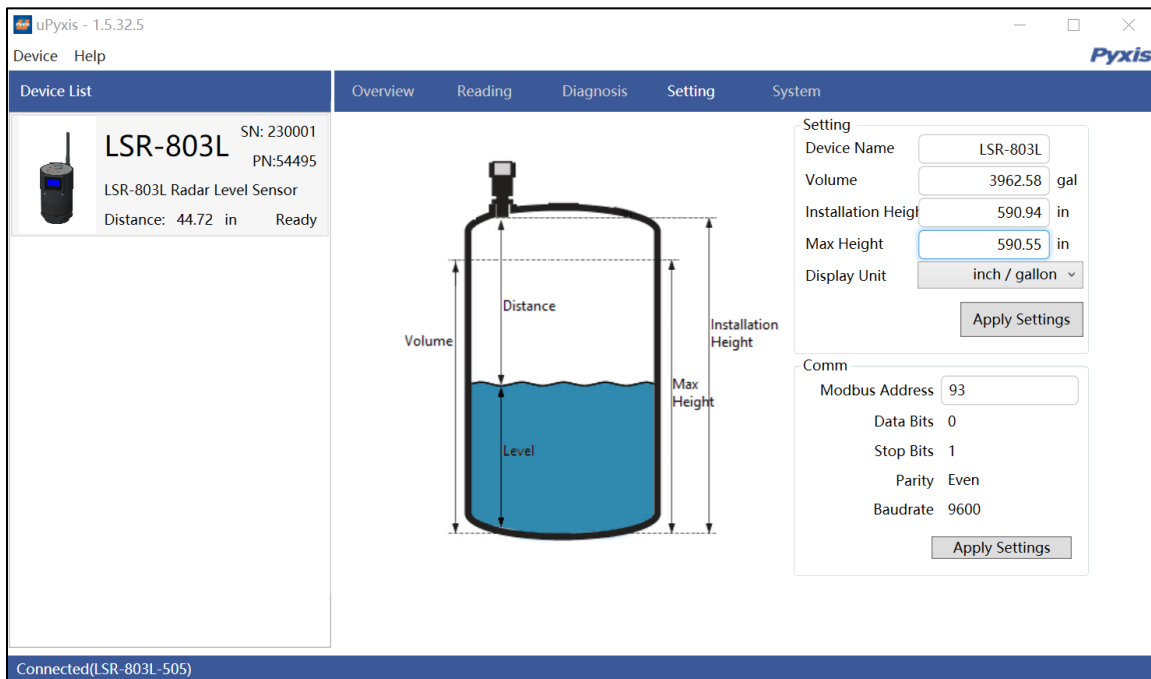 uPyxis - 1.5.32.5
Device Help
Pyxis
Device List
Overview Reading Diagnosis Setting System
LSR-803L
SN: 230001
PN:54495
LSR-803L Radar Level Sensor
Distance: 44.72 in Ready
Distance
Volume
Installation
Height
Max
Height
Level
Setting
Device Name LSR-803L
Volume 3962.58 gal
Installation Heigh 590.94 in
Max Height 590.55 in
Display Unit inch / gallon
Apply Settings
Comm
Modbus Address 93
Data Bits 0
Stop Bits 1
Parity Even
Baudrate 9600
Apply Settings
Connected(LSR-803L-505)